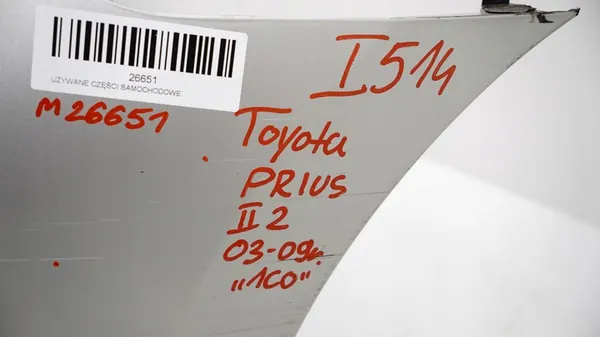 26651
UŻYWANE CZĘŚCI SAMOCHODOWE
M26651
I514
Toyota
PRIUS
II 2
03-09r.
„1C0"